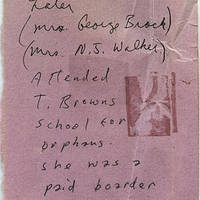 Later
(Mrs. George Brock)
(Mrs. N. J. Walker)
Attended
T. Browns
School for
orphans.
She was a
paid boarder